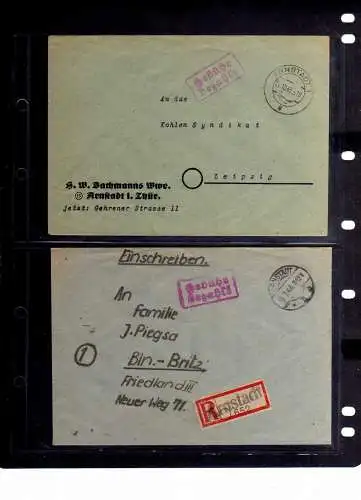 Gebühr
bezahlt
ARNSTADT
An das
Kohlen Syndikat
Leipzig
H. W. Bachmanns Wwe.
Arnstadt i. Thür.
jetzt: Gehrener Strasse 11
Einschreiben.
Gebühr
bezahlt
An
Familie
J. Piegsa
1
Bln.-Britz
Friedland III
Neuer Weg 71.
R
Arnstadt